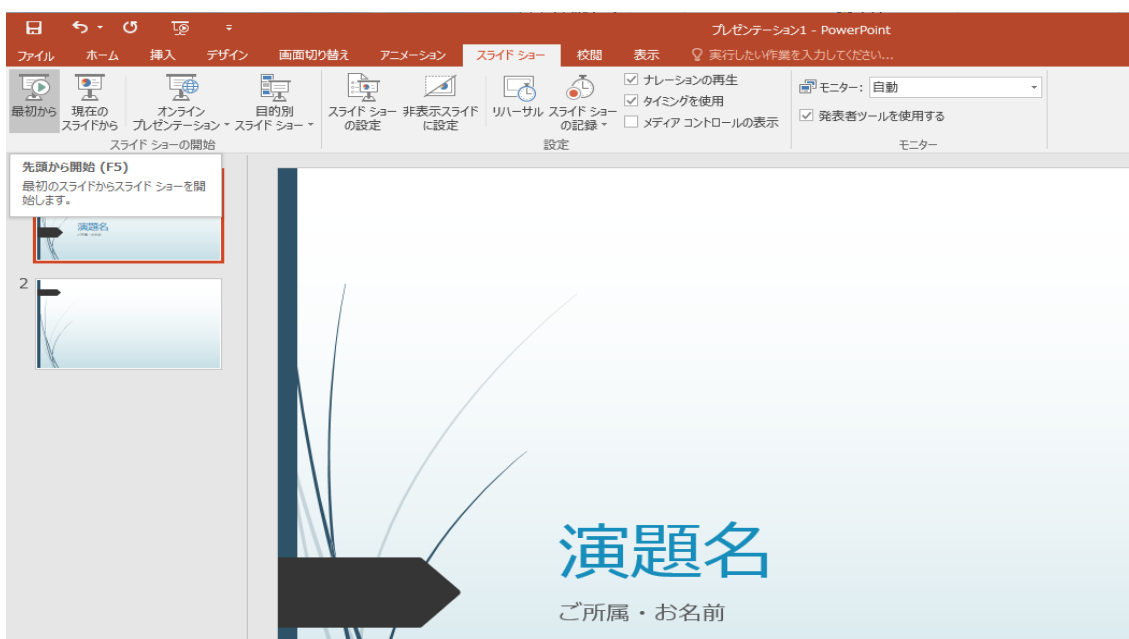 プレゼンテーション1 - PowerPoint
ファイル ホーム 挿入 デザイン 画面切り替え アニメーション スライド ショー 校閲 表示 実行したい作業を入力してください...
最初から
現在の
スライドから
オンライン
プレゼンテーション
目的別
スライド ショー
スライド ショー
の設定
非表示スライド
に設定
リハーサル
スライド ショー
の記録
ナレーションの再生
タイミングを使用
メディア コントロールの表示
モニター: 自動
発表者ツールを使用する
スライド ショーの開始
設定
モニター
先頭から開始 (F5)
最初のスライドからスライド ショーを開
始します。
演題名
2
演題名
ご所属・お名前